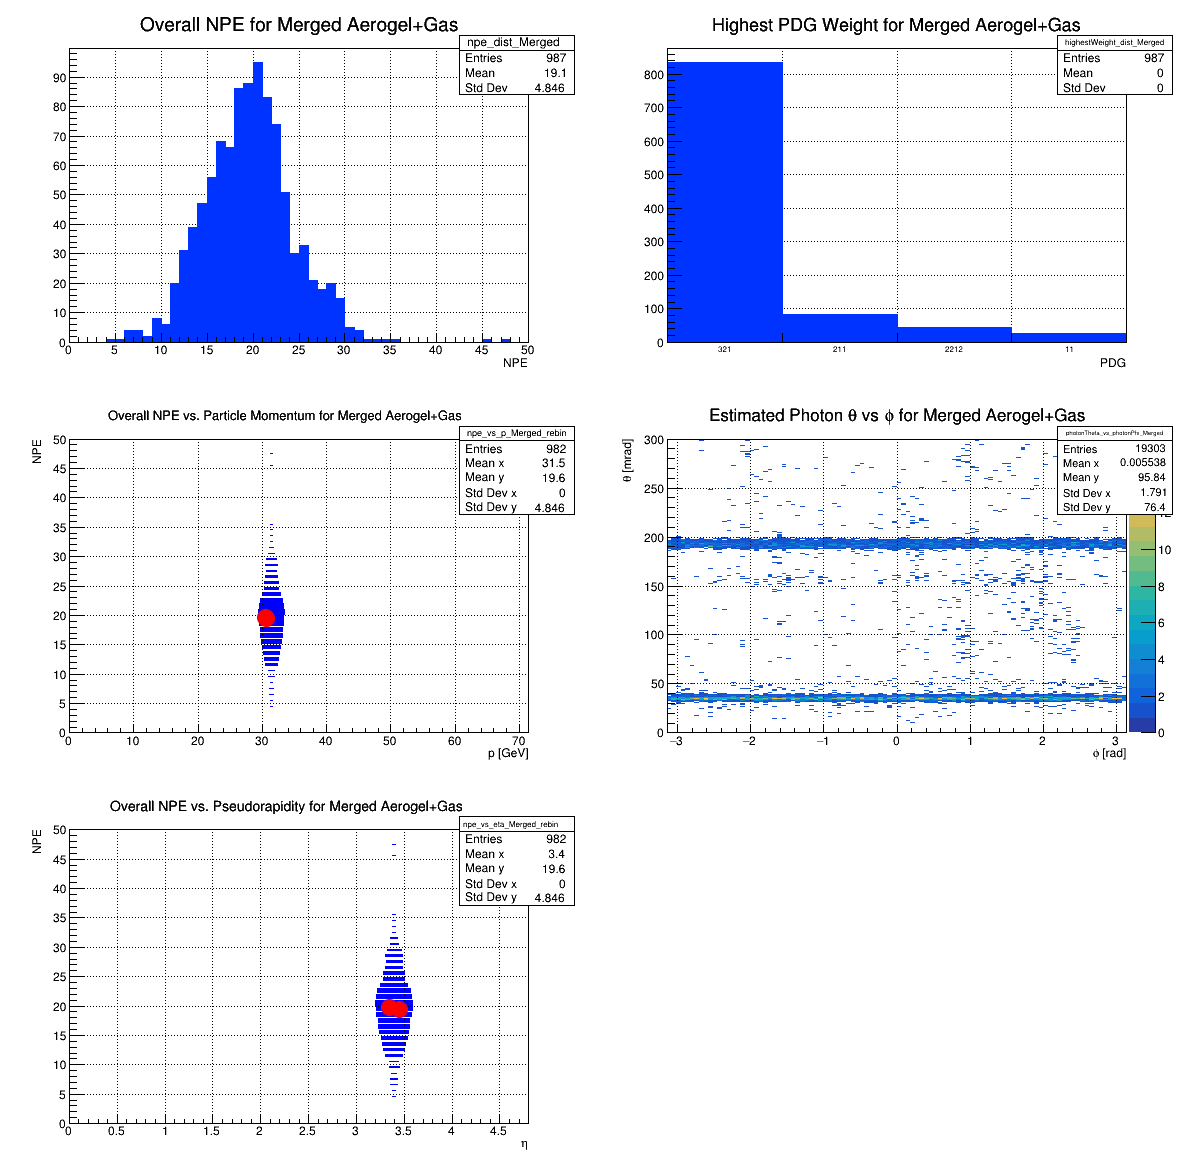 Overall NPE for Merged Aerogel+Gas
npe_dist_Merged
Entries 987
Mean 19.1
Std Dev 4.846
90
80
70
60
50
40
30
20
10
0
0 5 10 15 20 25 30 35 40 45 50
NPE
Highest PDG Weight for Merged Aerogel+Gas
highestWeight_dist_Merged
Entries 987
Mean 0
Std Dev 0
800
700
600
500
400
300
200
100
0
321 211 2212 11
PDG
Overall NPE vs. Particle Momentum for Merged Aerogel+Gas
npe_vs_p_Merged_rebin
Entries 982
Mean x 31.5
Mean y 19.6
Std Dev x 0
Std Dev y 4.846
NPE
50
45
40
35
30
25
20
15
10
5
0
0 10 20 30 40 50 60 70
p [GeV]
Estimated Photon θ vs ϕ for Merged Aerogel+Gas
photonTheta_vs_photonPhi_Merged
Entries 19303
Mean x 0.005538
Mean y 95.84
Std Dev x 1.791
Std Dev y 76.4
θ [mrad]
300
250
200
150
100
50
0
−3 −2 −1 0 1 2 3
ϕ [rad]
10
8
6
4
2
0
Overall NPE vs. Pseudorapidity for Merged Aerogel+Gas
npe_vs_eta_Merged_rebin
Entries 982
Mean x 3.4
Mean y 19.6
Std Dev x 0
Std Dev y 4.846
NPE
50
45
40
35
30
25
20
15
10
5
0
0 0.5 1 1.5 2 2.5 3 3.5 4 4.5
η